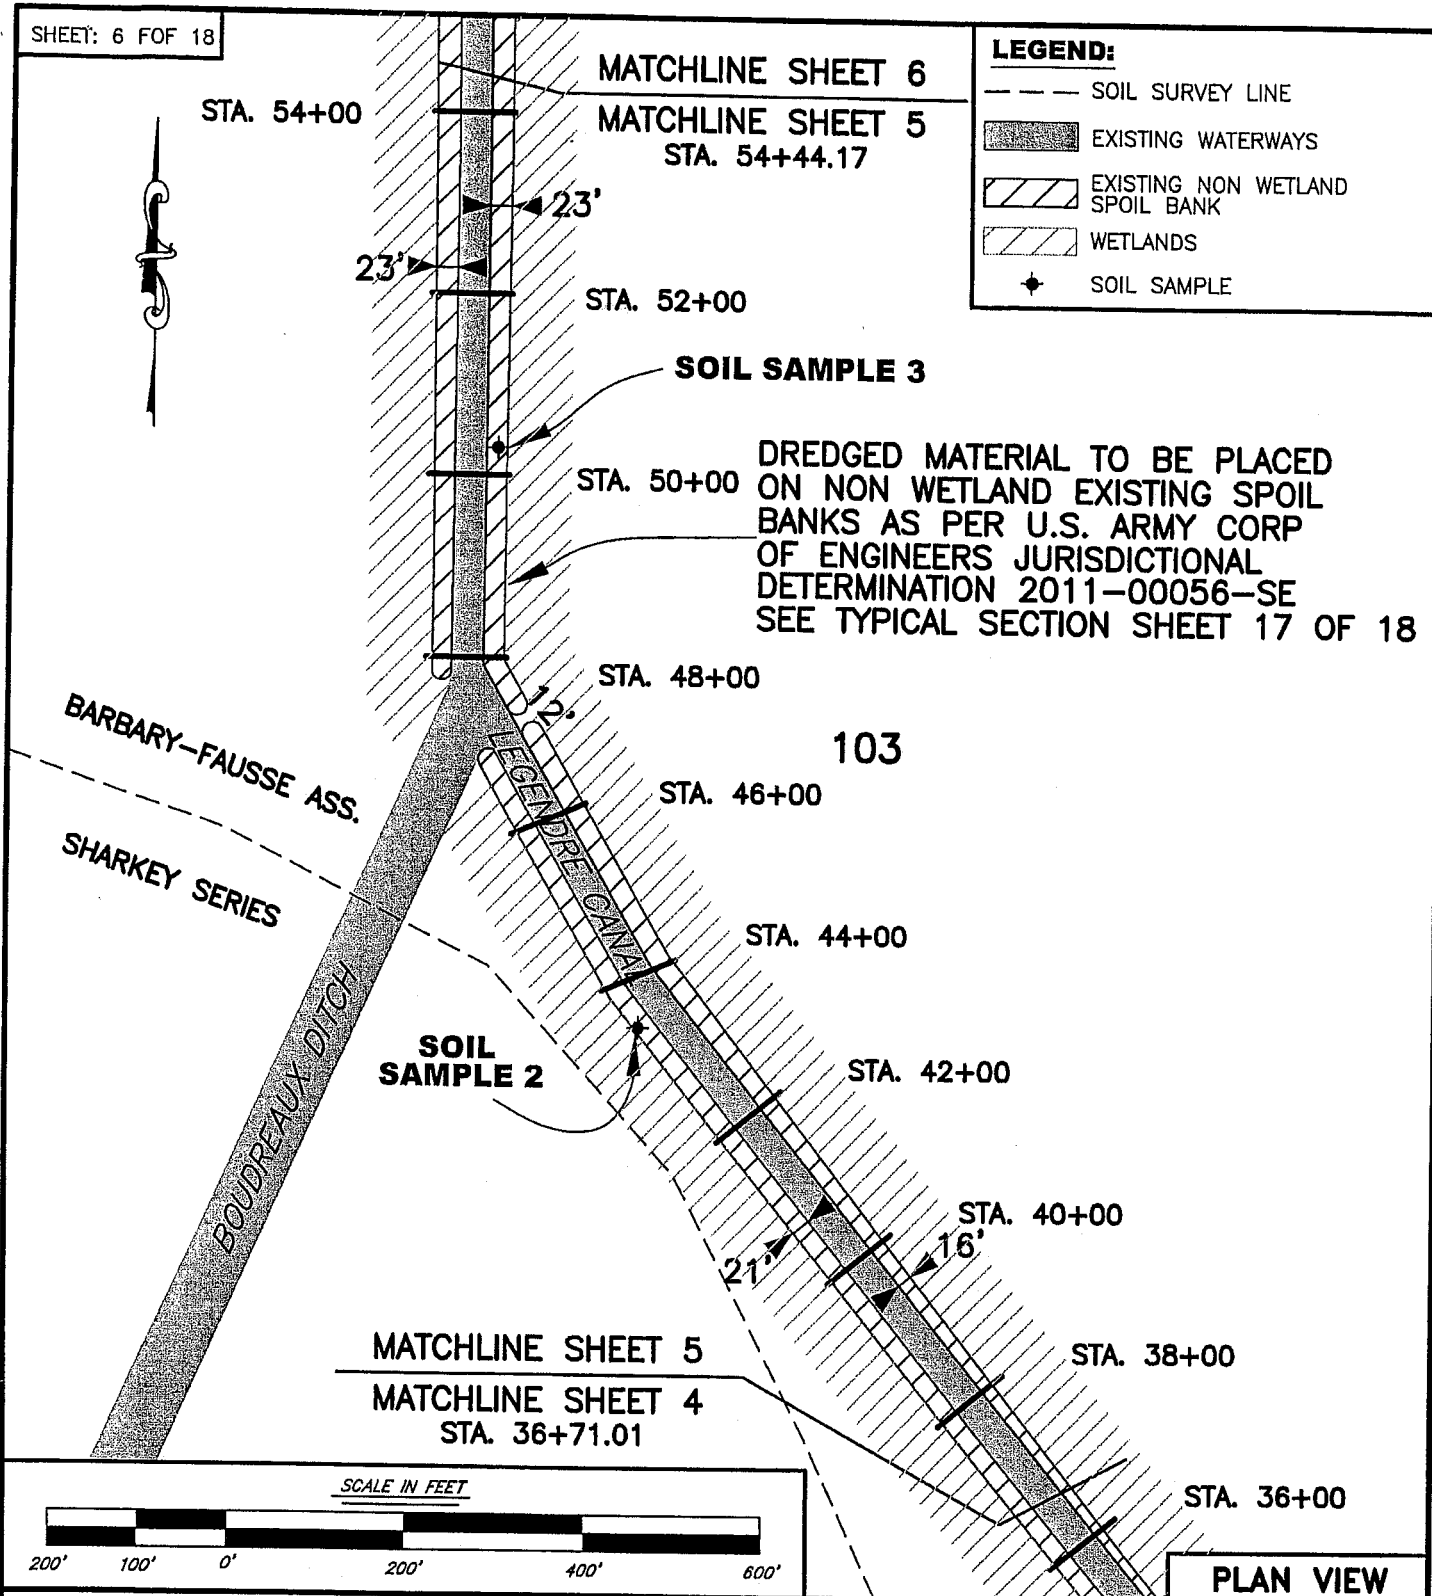 SHEET: 6 FOF 18
LEGEND:
SOIL SURVEY LINE
EXISTING WATERWAYS
EXISTING NON WETLAND
SPOIL BANK
WETLANDS
SOIL SAMPLE
MATCHLINE SHEET 6
MATCHLINE SHEET 5
STA. 54+44.17
STA. 54+00
23'
23'
STA. 52+00
SOIL SAMPLE 3
STA. 50+00
DREDGED MATERIAL TO BE PLACED
ON NON WETLAND EXISTING SPOIL
BANKS AS PER U.S. ARMY CORP
OF ENGINEERS JURISDICTIONAL
DETERMINATION 2011-00056-SE
SEE TYPICAL SECTION SHEET 17 OF 18
STA. 48+00
12'
BARBARY-FAUSSE ASS.
SHARKEY SERIES
LEGENDRE CANAL
103
STA. 46+00
STA. 44+00
BOUDREAUX DITCH
SOIL
SAMPLE 2
STA. 42+00
STA. 40+00
21'
16'
STA. 38+00
MATCHLINE SHEET 5
MATCHLINE SHEET 4
STA. 36+71.01
STA. 36+00
SCALE IN FEET
200' 100' 0' 200' 400' 600'
PLAN VIEW